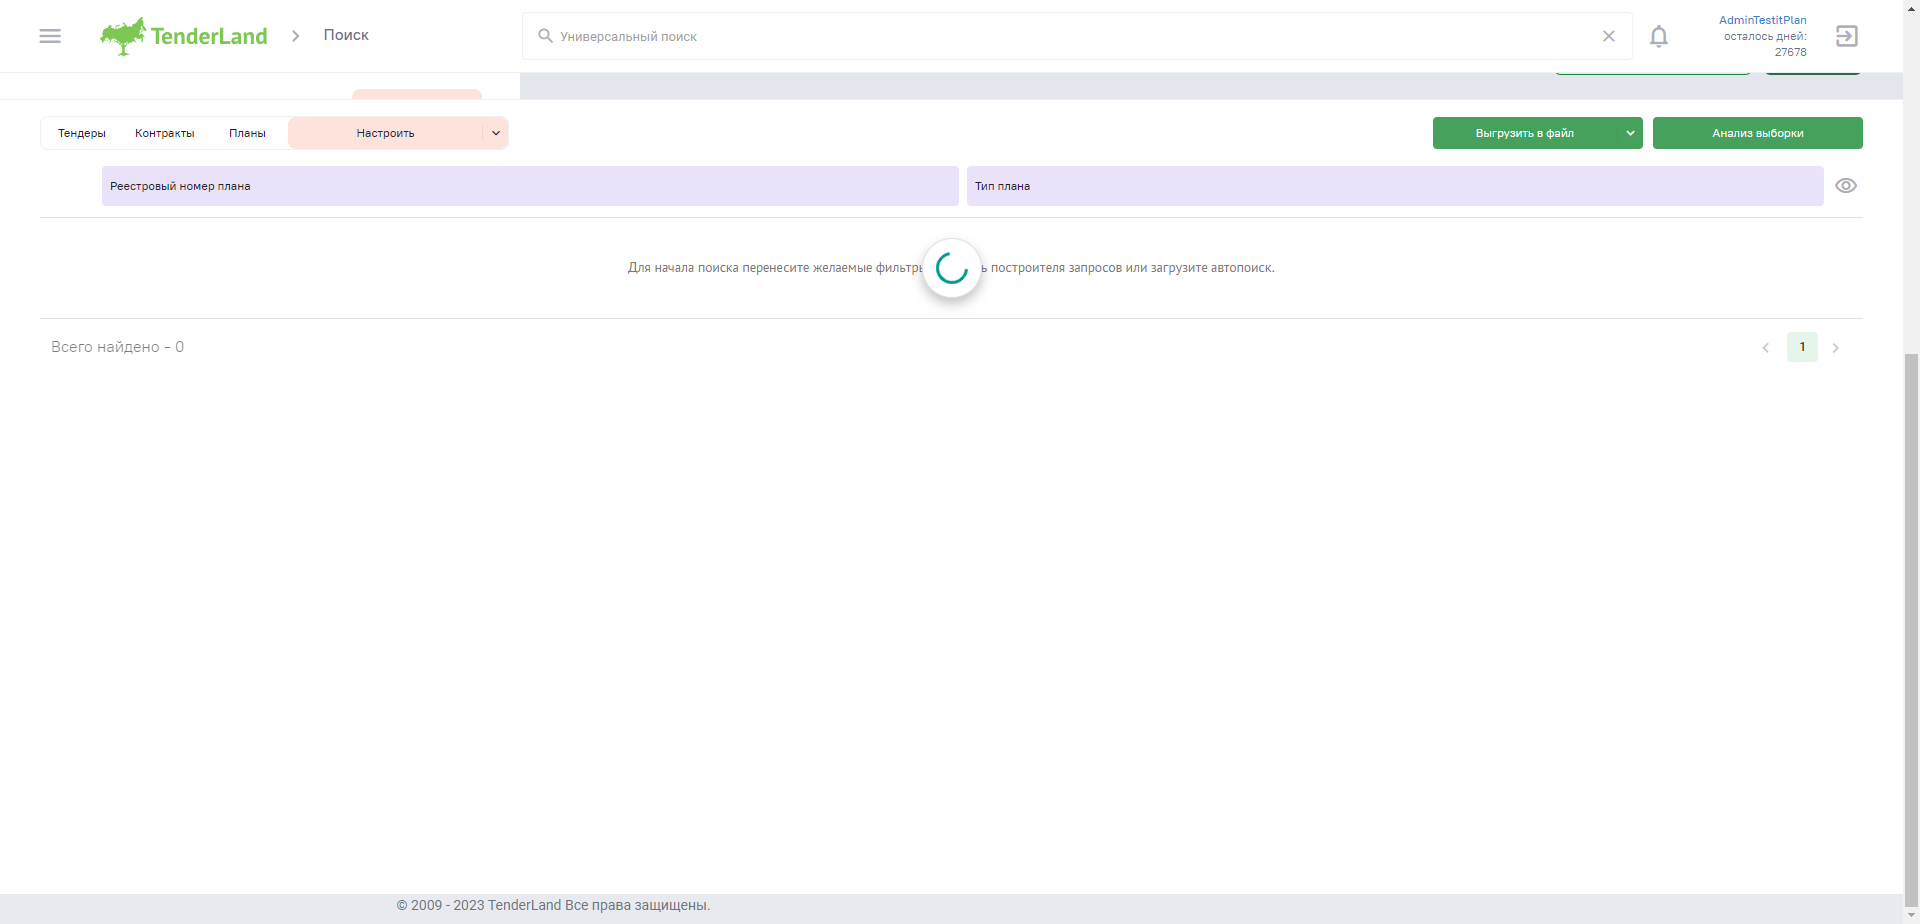 TenderLand
Поиск
Универсальный поиск
AdminTestitPlan
осталось дней:
27678
Тендеры
Контракты
Планы
Настроить
Выгрузить в файл
Анализ выборки
Реестровый номер плана
Тип плана
Для начала поиска перенесите желаемые фильтры построителя запросов или загрузите автопоиск.
Всего найдено - 0
1
© 2009 - 2023 TenderLand Все права защищены.